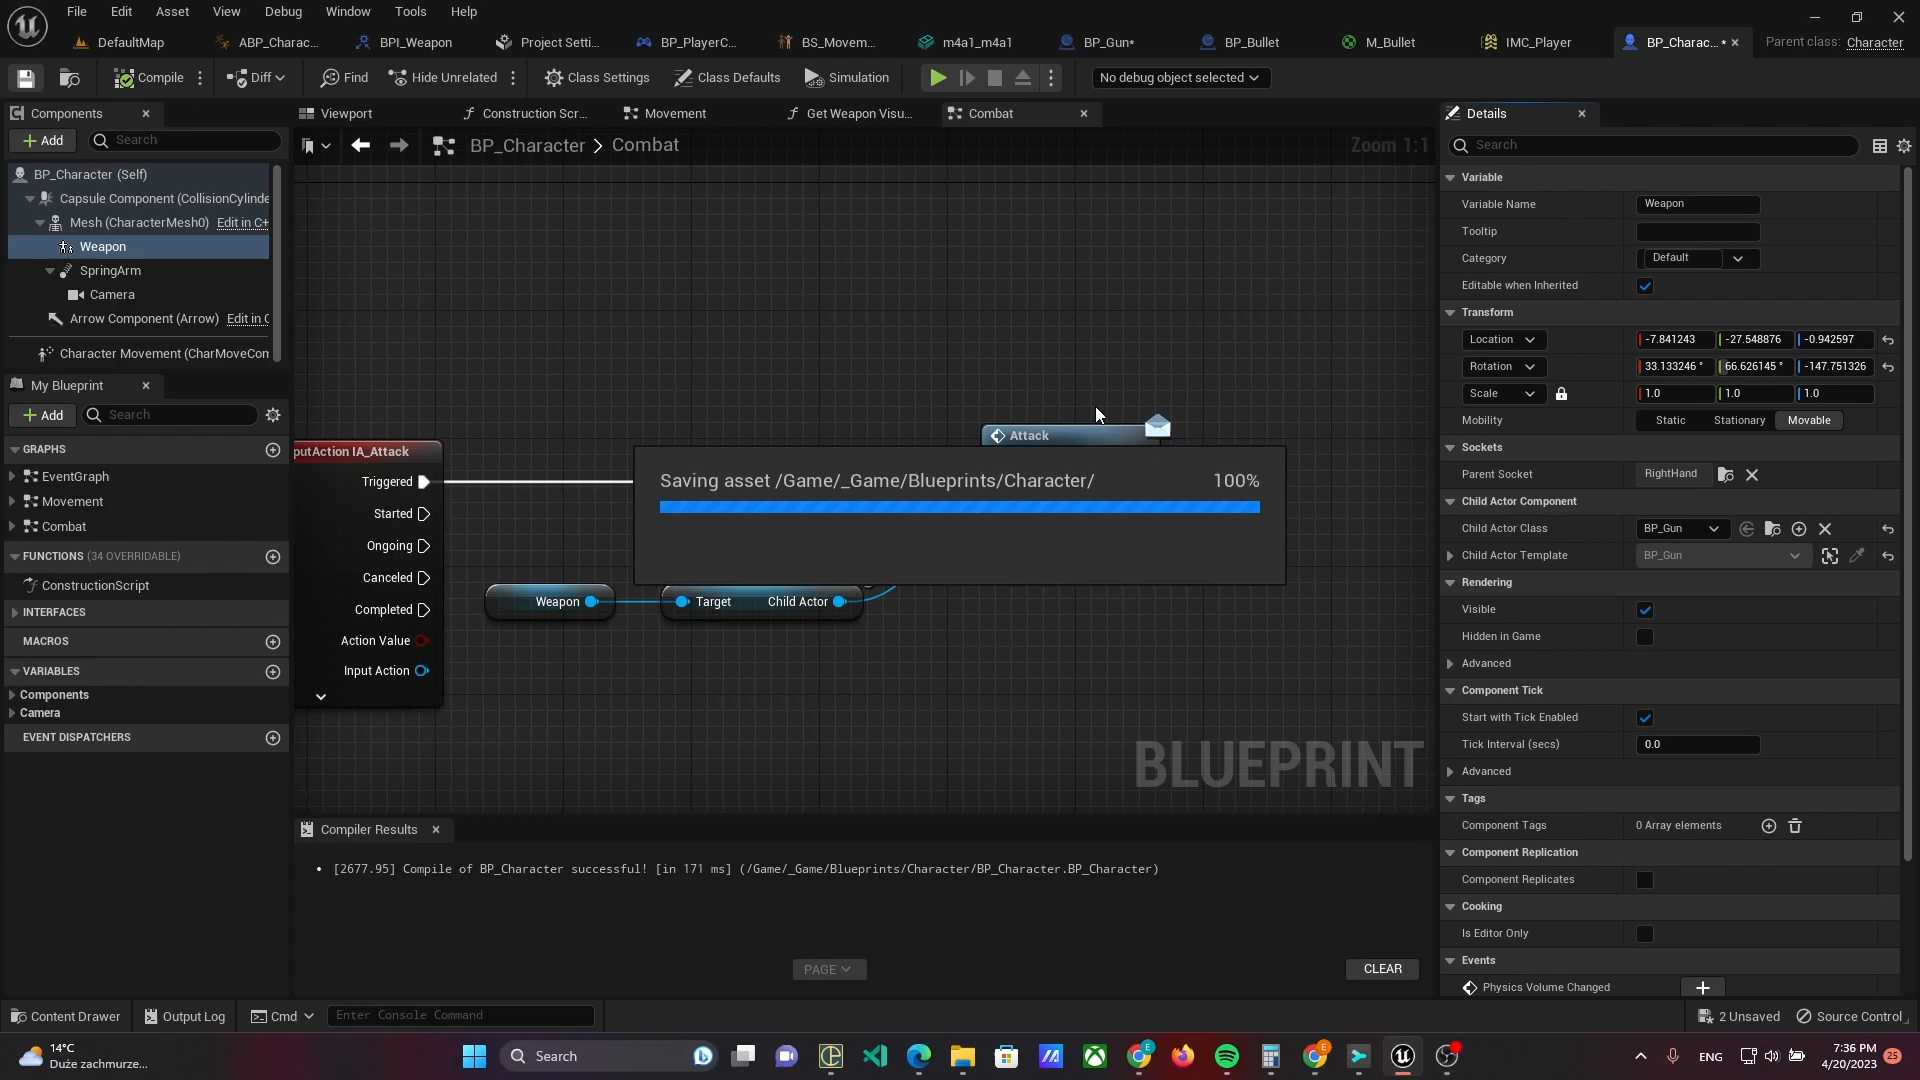 File Edit Asset View Debug Window Tools Help
DefaultMap ABP_Charac... BPI_Weapon Project Setti... BP_PlayerC... BS_Movem... m4a1_m4a1 BP_Gun* BP_Bullet M_Bullet IMC_Player BP_Charac... * Parent class: Character
Compile Diff Find Hide Unrelated Class Settings Class Defaults Simulation No debug object selected
Components
Add Search
BP_Character (Self)
Capsule Component (CollisionCylinde
Mesh (CharacterMesh0) Edit in C+
Weapon
SpringArm
Camera
Arrow Component (Arrow) Edit in C
Character Movement (CharMoveCom
My Blueprint
Add Search
GRAPHS
EventGraph
Movement
Combat
FUNCTIONS (34 OVERRIDABLE)
ConstructionScript
INTERFACES
MACROS
VARIABLES
Components
Camera
EVENT DISPATCHERS
Viewport Construction Scr... Movement Get Weapon Visu... Combat
BP_Character > Combat Zoom 1:1
putAction IA_Attack
Triggered
Started
Ongoing
Canceled
Completed
Action Value
Input Action
Attack
Saving asset /Game/_Game/Blueprints/Character/ 100%
Weapon Target Child Actor
BLUEPRINT
Compiler Results
• [2677.95] Compile of BP_Character successful! [in 171 ms] (/Game/_Game/Blueprints/Character/BP_Character.BP_Character)
PAGE CLEAR
Details
Search
Variable
Variable Name Weapon
Tooltip
Category Default
Editable when Inherited
Transform
Location -7.841243 -27.548876 -0.942597
Rotation 33.133246 ° 66.626145 ° -147.751326
Scale 1.0 1.0 1.0
Mobility Static Stationary Movable
Sockets
Parent Socket RightHand
Child Actor Component
Child Actor Class BP_Gun
Child Actor Template BP_Gun
Rendering
Visible
Hidden in Game
Advanced
Component Tick
Start with Tick Enabled
Tick Interval (secs) 0.0
Advanced
Tags
Component Tags 0 Array elements
Component Replication
Component Replicates
Cooking
Is Editor Only
Events
Physics Volume Changed
Content Drawer Output Log Cmd Enter Console Command 2 Unsaved Source Control
14°C
Duże zachmurze...
Search
ENG
7:36 PM
4/20/2023
25